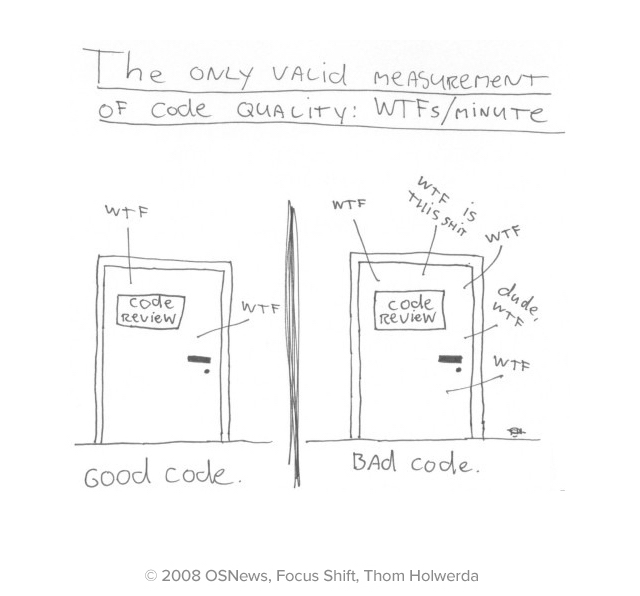 The ONLY VALID MEASUREMENT
OF Code QUALITY: WTFs/MINUTE
WTF
Code
REVIEW
WTF
GOOD CODE.
WTF
WTF is
THIS SHIT
WTF
Code
REVIEW
dude,
WTF
WTF
BAd Code.
© 2008 OSNews, Focus Shift, Thom Holwerda